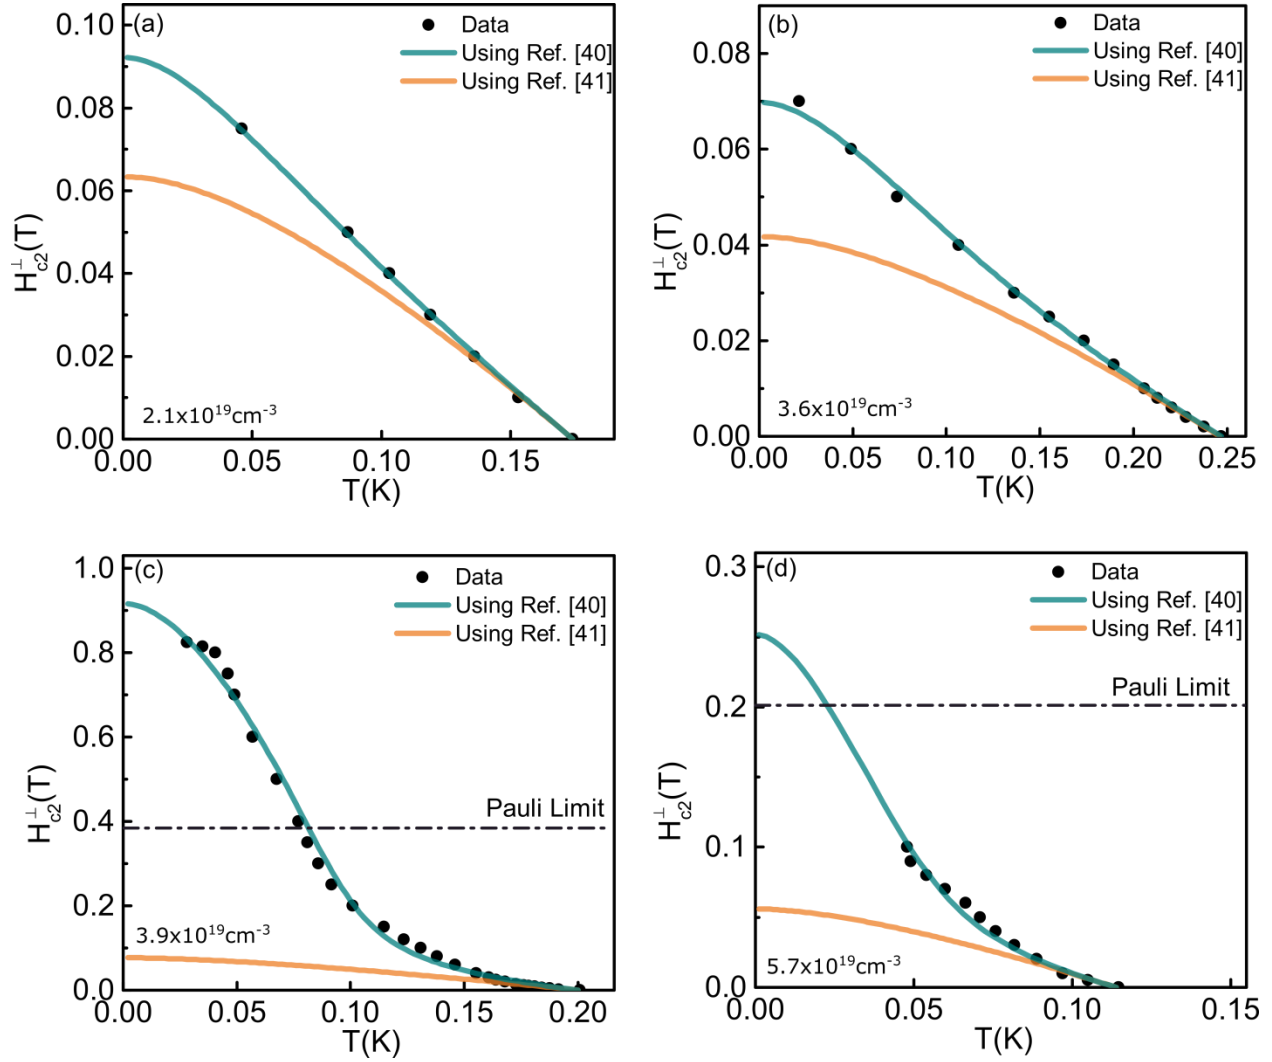 (a)
Data
Using Ref. [40]
Using Ref. [41]
0.10
0.08
0.06
0.04
0.02
0.00
H⊥c2(T)
2.1x10¹⁹cm⁻³
0.00 0.05 0.10 0.15
T(K)
(b)
Data
Using Ref. [40]
Using Ref. [41]
0.08
0.06
0.04
0.02
0.00
H⊥c2(T)
3.6x10¹⁹cm⁻³
0.00 0.05 0.10 0.15 0.20 0.25
T(K)
(c)
Data
Using Ref. [40]
Using Ref. [41]
1.0
0.8
0.6
0.4
0.2
0.0
H⊥c2(T)
Pauli Limit
3.9x10¹⁹cm⁻³
0.00 0.05 0.10 0.15 0.20
T(K)
(d)
Data
Using Ref. [40]
Using Ref. [41]
0.3
0.2
0.1
0.0
H⊥c2(T)
Pauli Limit
5.7x10¹⁹cm⁻³
0.00 0.05 0.10 0.15
T(K)